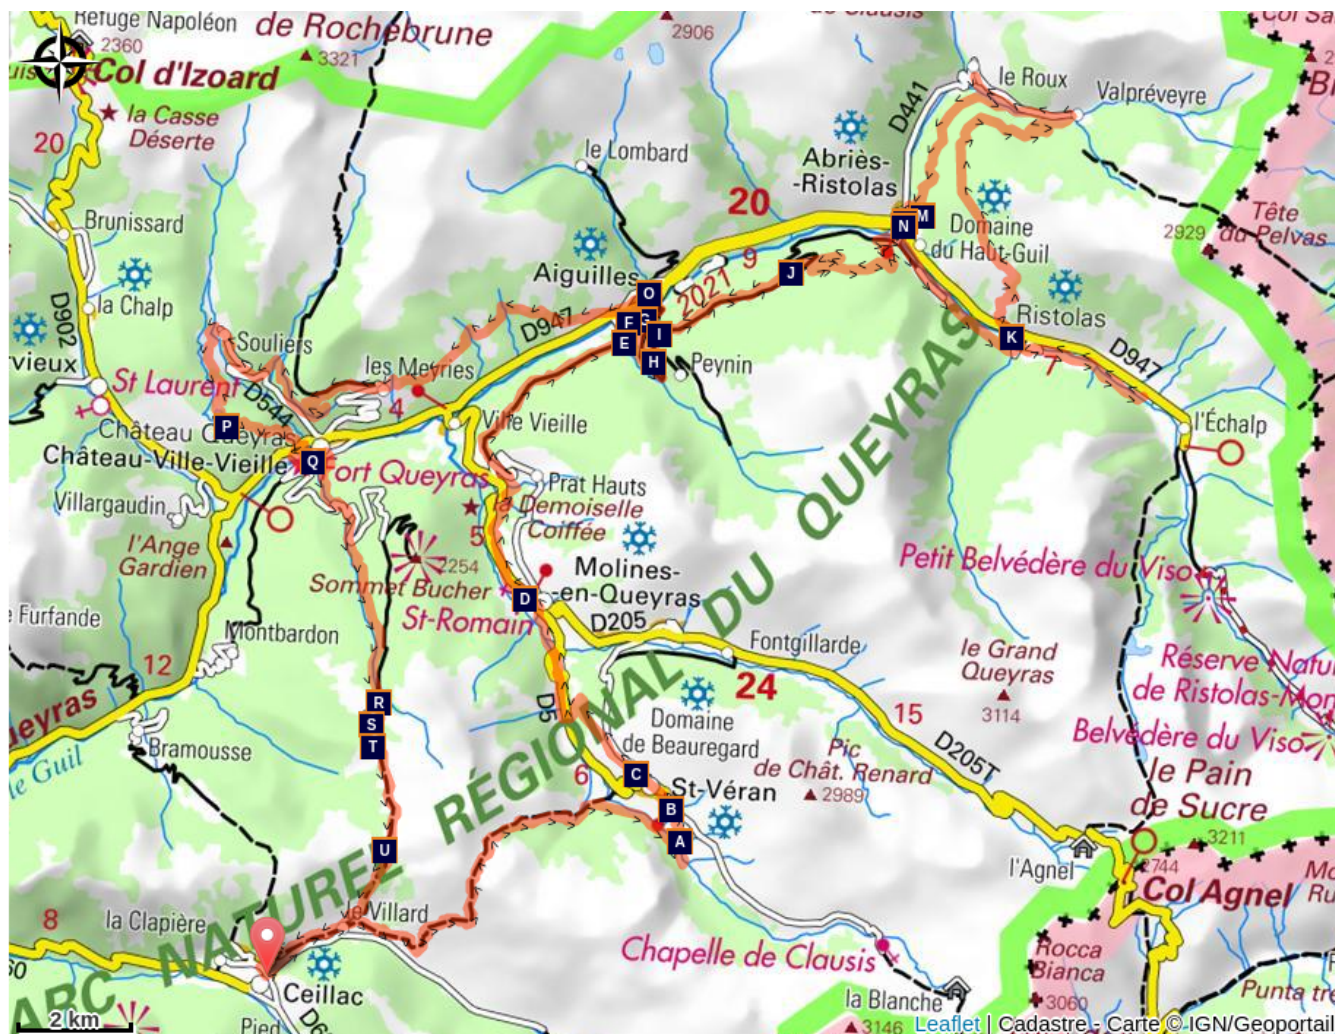 Refuge Napoléon
2360
de Rochebrune
3321
2906
Col d'Izoard
la Casse
Déserte
20
le Roux
Valpréveyre
D441
le Lombard
Abriès-
-Ristolas
20
Brunissard
Domaine
du Haut-Guil
Tête
du Pelvas
2929
M
N
Aiguilles
9
J
la Chalp
D902
O
2021
F
G
I
E
H
D947
Ristolas
K
7
D947
Souliers
vieux
les Meyries
Peynin
St Laurent
D544
4
Ville Vieille
l'Échalp
P
Château Queyras
Château-Ville-Vieille
Q
Fort Queyras
Prat Hauts
la Demoiselle
Coiffée
5
Villargaudin
l'Ange
Gardien
2254
Sommet Bucher
Molines-
-en-Queyras
D
St-Romain
D205
Petit Belvédère du Viso
Furfande
12
Montbardon
Fontgillarde
le Grand
Queyras
3114
Réserve Natur
de Ristolas-Mon
24
15
D205T
Belvédère du Viso
ueyras
R
S
T
D5
Domaine
de Beauregard
Bramousse
le Guil
6
C
St-Véran
B
A
Pic
de Chât. Renard
2989
le Pain
de Sucre
3211
U
l'Agnel
2744
Col Agnel
PARC NATUREL RÉGIONAL DU QUEYRAS
la Clapière
le Villard
8
Chapelle de Clausis
Rocca
Bianca
3060
Ceillac
la Blanche
Punta tre
2 km
Pied
3146
Leaflet | Cadastre - Carte © IGN/Geoportail